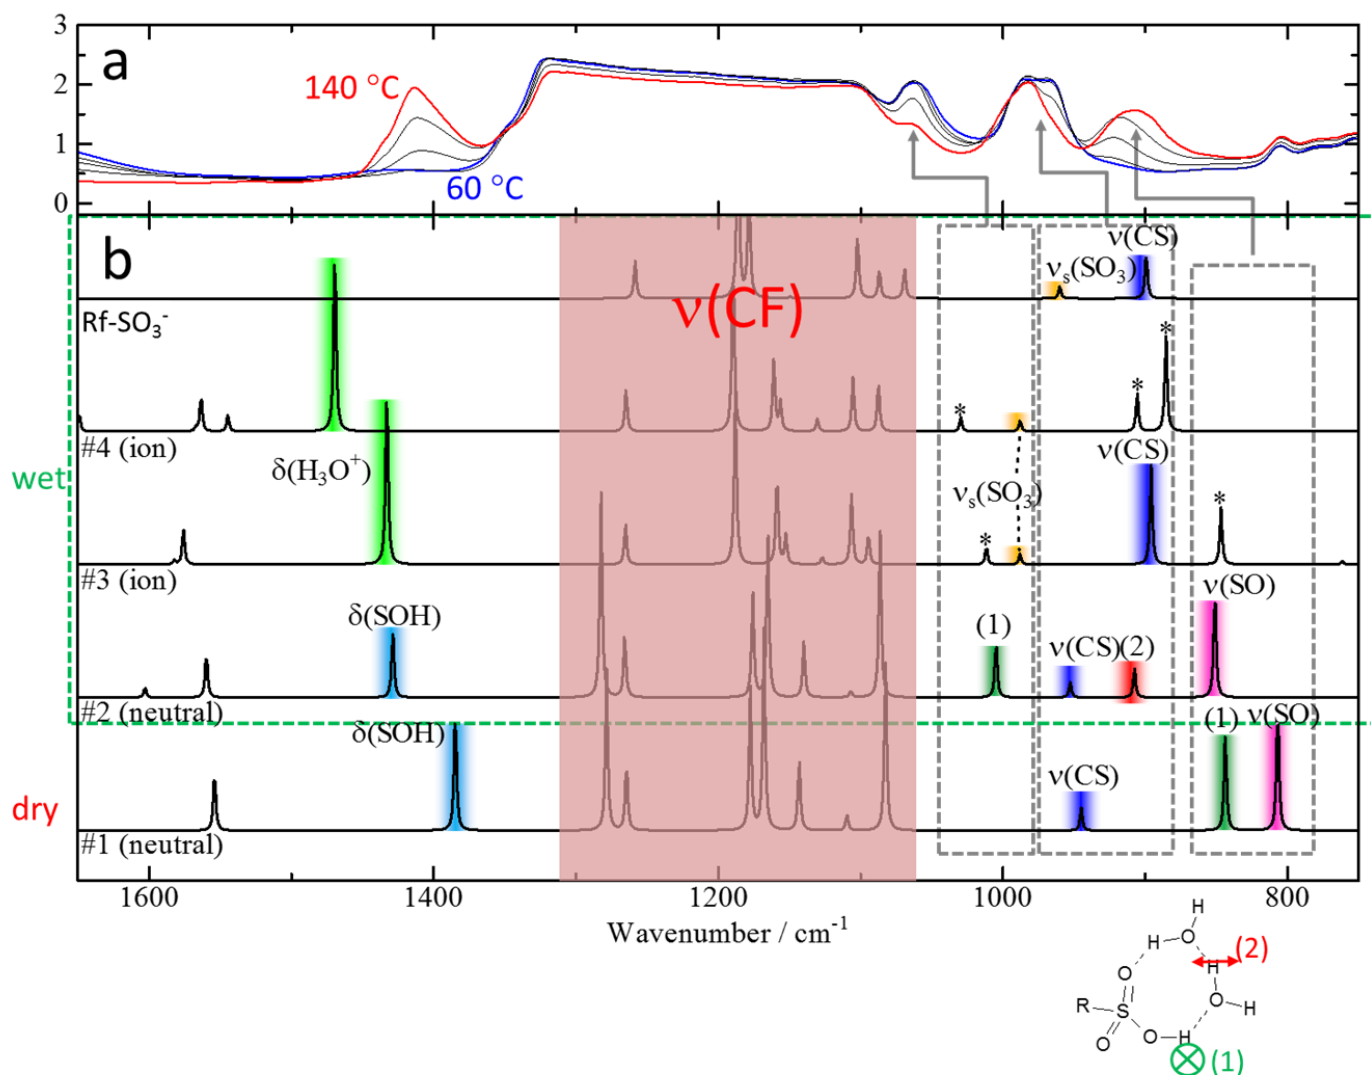 3
a
140 °C
2
1
60 °C
0
b
ν(CS)
νs(SO3)
ν(CF)
Rf-SO3-
*
*
*
#4 (ion)
ν(CS)
δ(H3O+)
wet
νs(SO3)
*
*
#3 (ion)
ν(SO)
δ(SOH)
(1)
ν(CS)(2)
#2 (neutral)
δ(SOH)
(1) ν(SO)
ν(CS)
dry
#1 (neutral)
1600 1400 1200 1000 800
Wavenumber / cm-1
H
H O
(2)
O H
R S O H
O O H
(1)